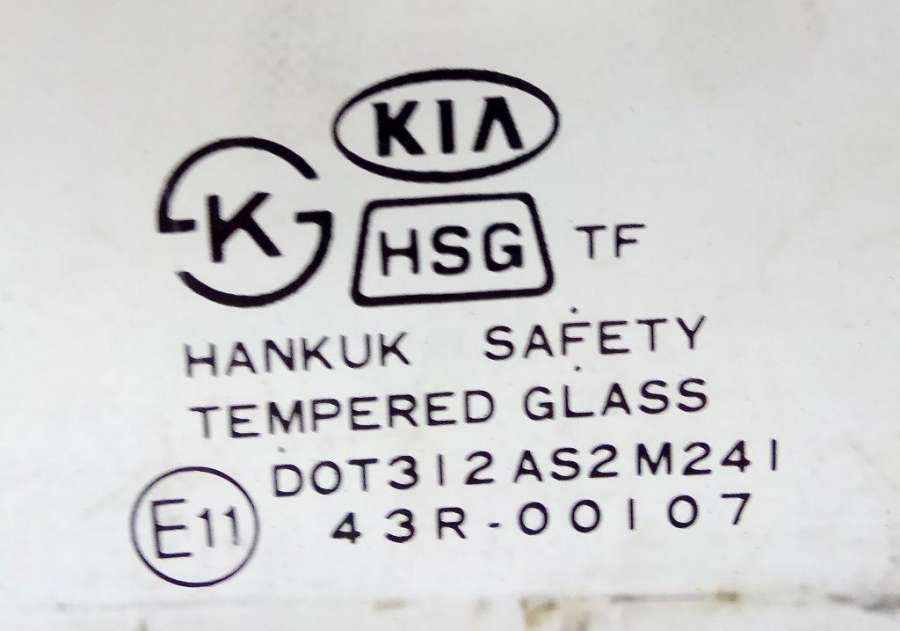 KIA
K
HSG TF
HANKUK SAFETY
TEMPERED GLASS
DOT312AS2M241
E11 43R-00107